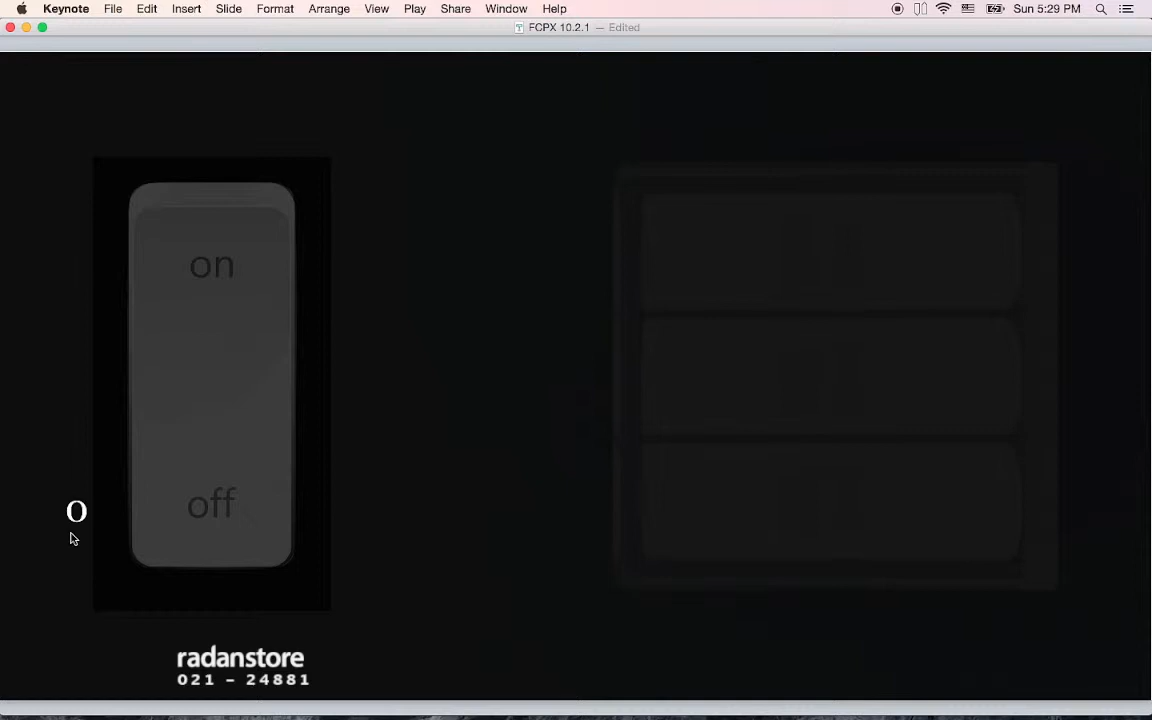 Keynote File Edit Insert Slide Format Arrange View Play Share Window Help Sun 5:29 PM
FCPX 10.2.1 — Edited
on
off
o
radanstore
021 - 24881